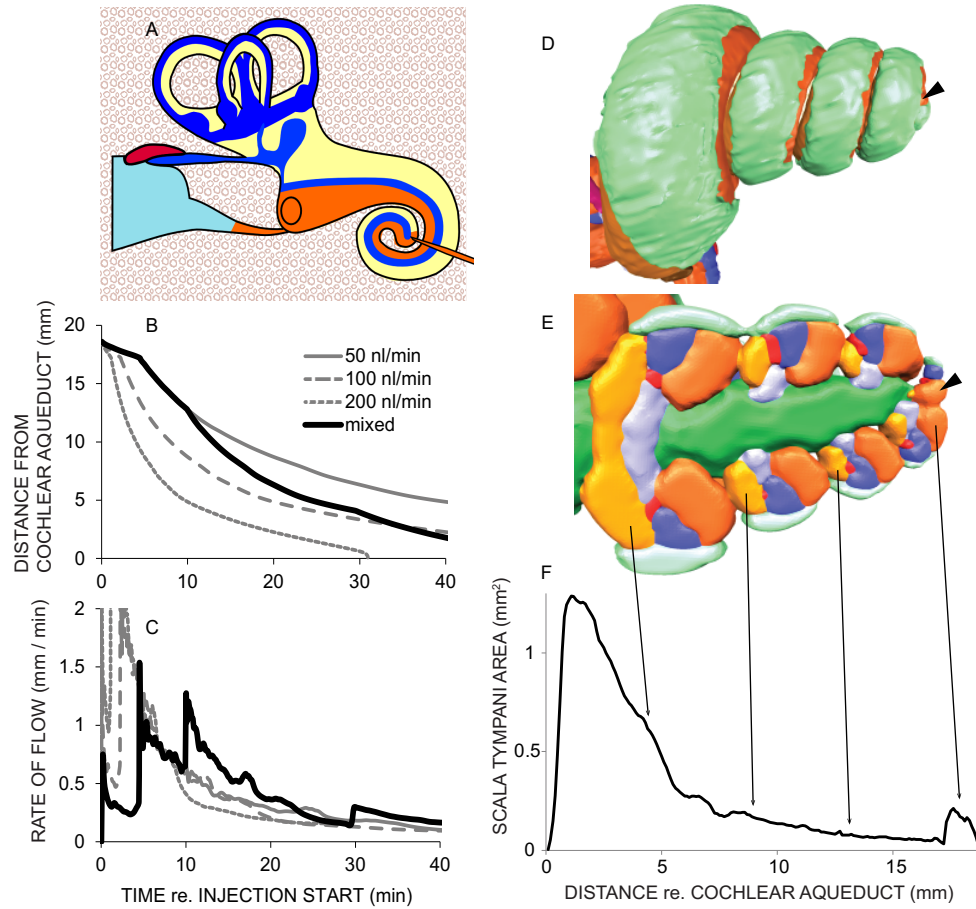 A
B
DISTANCE FROM
COCHLEAR AQUEDUCT (mm)
20
15
10
5
0
50 nl/min
100 nl/min
200 nl/min
mixed
0 10 20 30 40
C
RATE OF FLOW (mm / min)
2
1.5
1
0.5
0
0 10 20 30 40
TIME re. INJECTION START (min)
D
E
F
SCALA TYMPANI AREA (mm²)
1
0.5
0
0 5 10 15
DISTANCE re. COCHLEAR AQUEDUCT (mm)